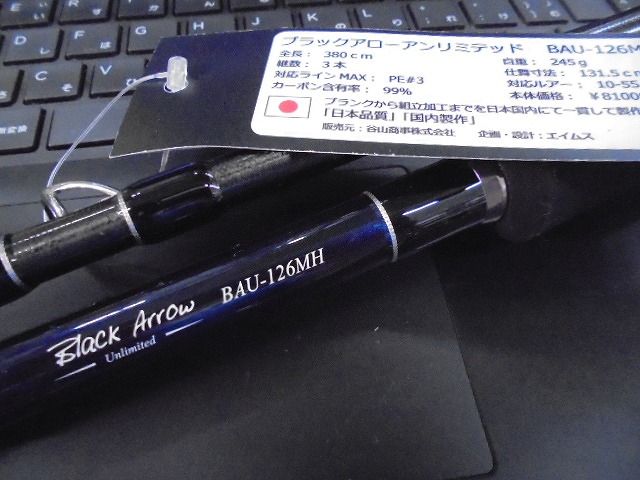 ブラックアローアンリミテッド BAU-126M
全長： 380cm 自重： 245g
継数： 3本 仕舞寸法： 131.5c
対応ラインMAX： PE#3 対応ルアー： 10-55
カーボン含有率： 99% 本体価格： ¥8100
ブランクから組立加工までを日本国内にて一貫して製作
「日本品質」「国内製作」
販売元：谷山商事株式会社 企画・設計：エイムス
BAU-126MH
Black Arrow
Unlimited